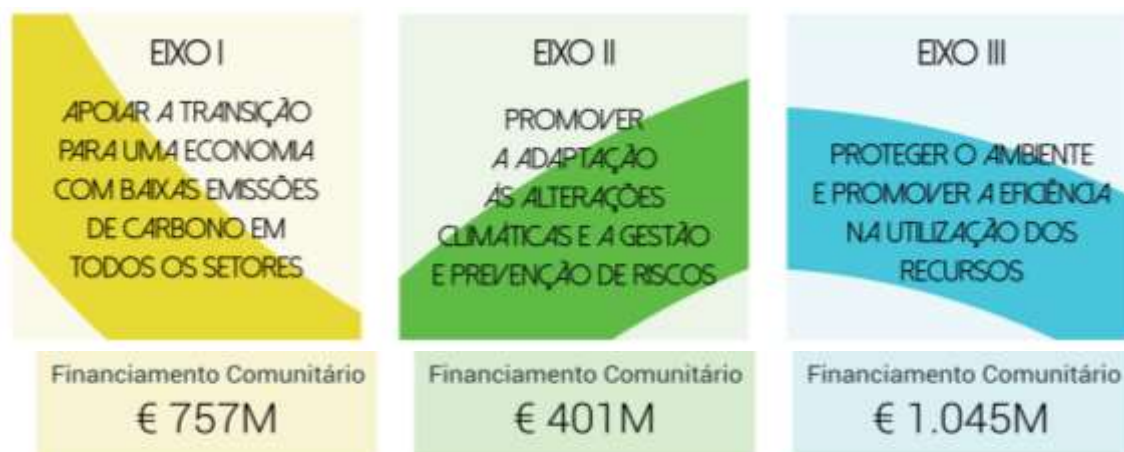 EIXO I
APOIAR A TRANSIÇÃO
PARA UMA ECONOMIA
COM BAIXAS EMISSÕES
DE CARBONO EM
TODOS OS SETORES
Financiamento Comunitário
€ 757M
EIXO II
PROMOVER
A ADAPTAÇÃO
ÀS ALTERAÇÕES
CLIMÁTICAS E A GESTÃO
E PREVENÇÃO DE RISCOS
Financiamento Comunitário
€ 401M
EIXO III
PROTEGER O AMBIENTE
E PROMOVER A EFICIÊNCIA
NA UTILIZAÇÃO DOS
RECURSOS
Financiamento Comunitário
€ 1.045M